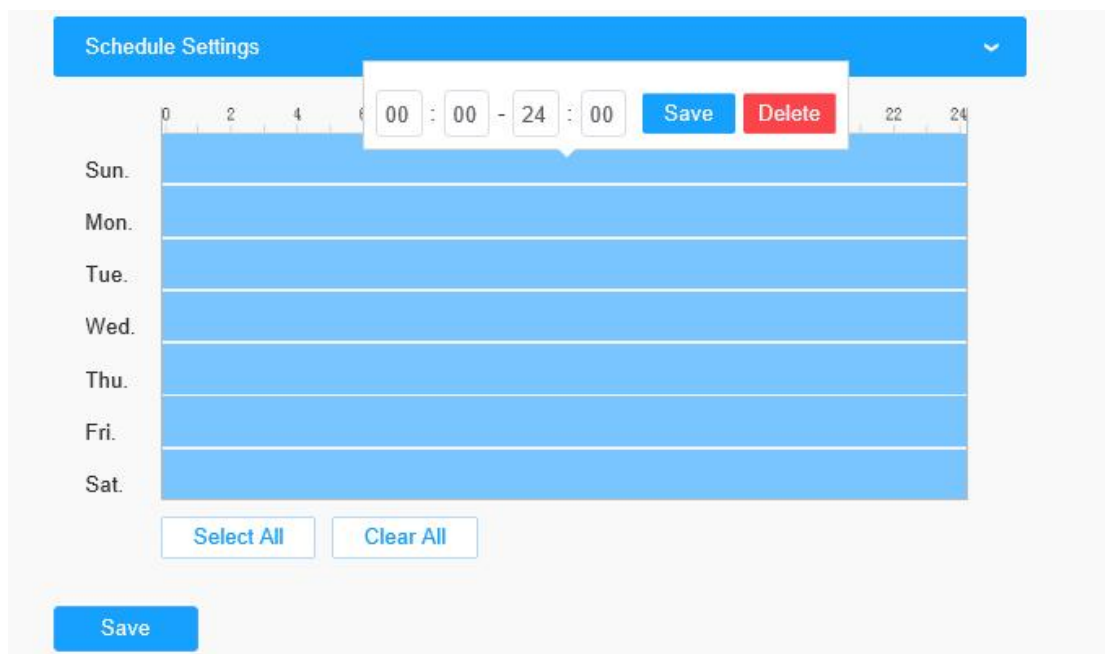 Schedule Settings
00 : 00 - 24 : 00 Save Delete
0 2 4 6 22 24
Sun.
Mon.
Tue.
Wed.
Thu.
Fri.
Sat.
Select All Clear All
Save